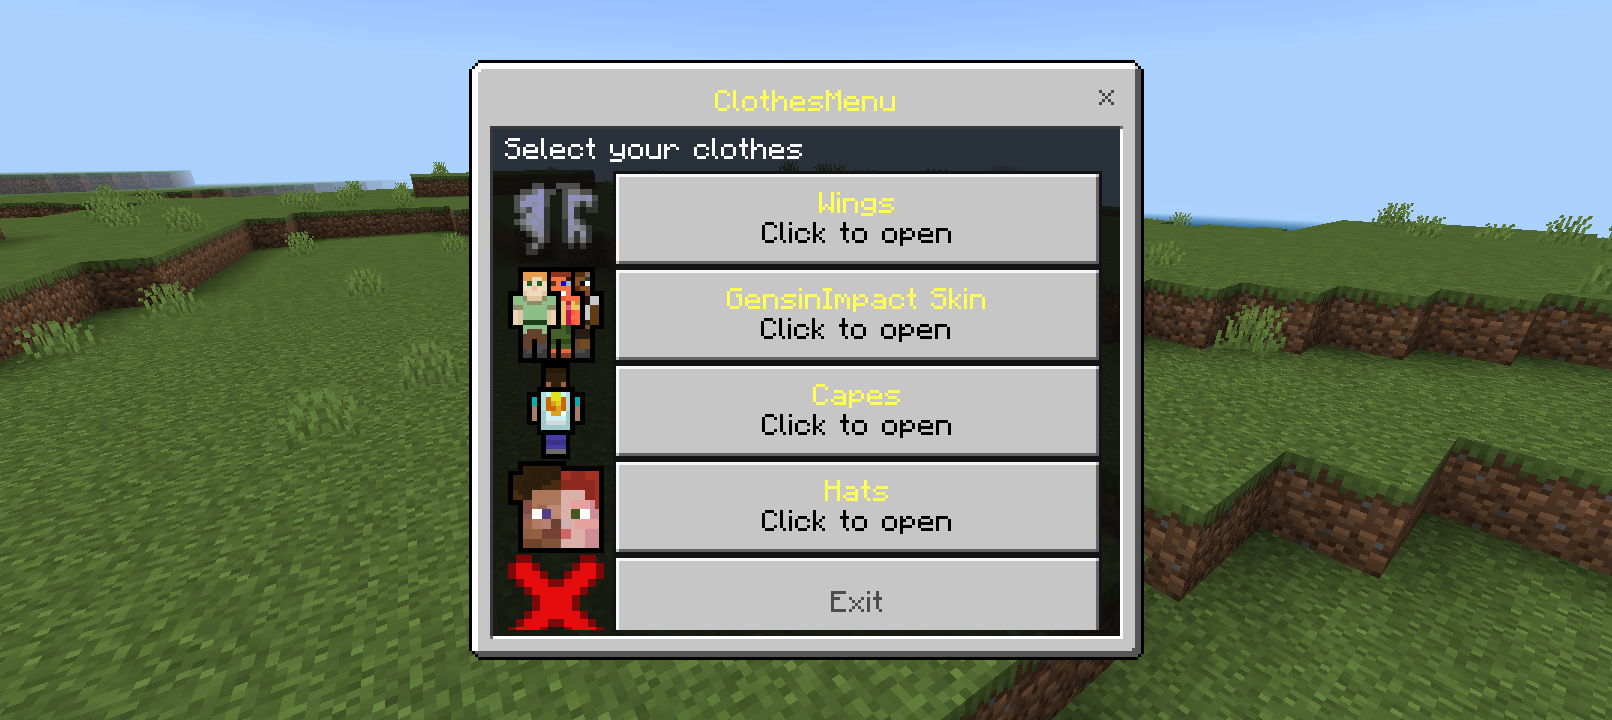 ClothesMenu
Select your clothes
Wings
Click to open
GensinImpact Skin
Click to open
Capes
Click to open
Hats
Click to open
Exit